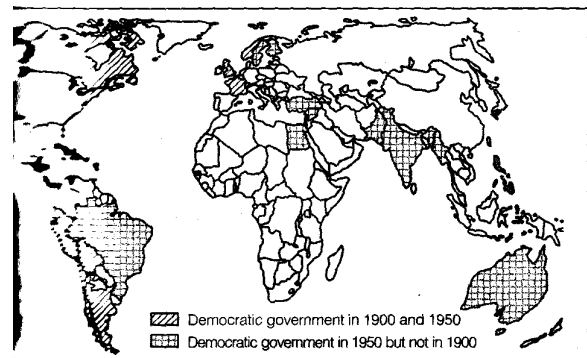 Democratic government in 1900 and 1950
Democratic government in 1950 but not in 1900